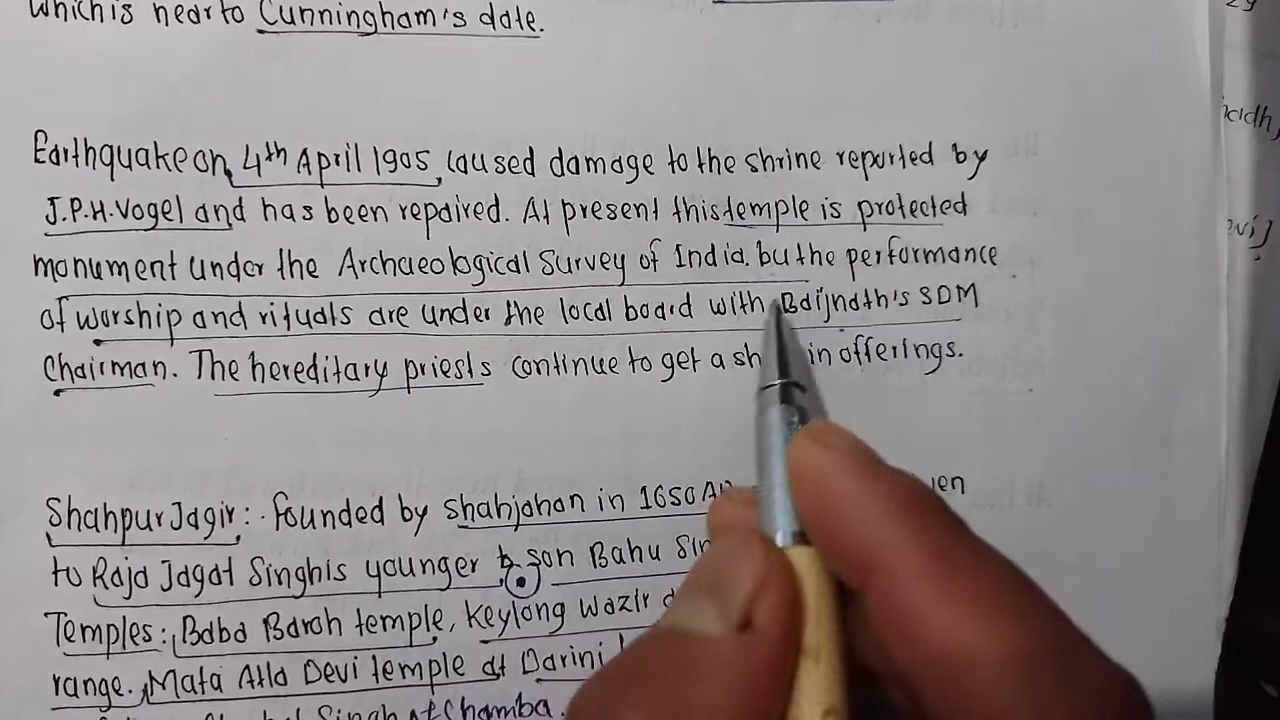 which is near to Cunningham's date.
Earthquake on 4th April 1905, caused damage to the shrine reported by
J.P.H. Vogel and has been repaired. At present this temple is protected
monument under the Archaeological Survey of India. but the performance
of worship and rituals are under the local board with Baijnath's SDM
Chairman. The hereditary priests continue to get a in offerings.
Shahpur Jagir: founded by Shahjahan in 1650
to Raja Jagat Singhis younger son Bahu
Temples: Baba Baroh temple, Keylong Wazir
range. Mata Atla Devi temple at Darini
Singh of Chamba.